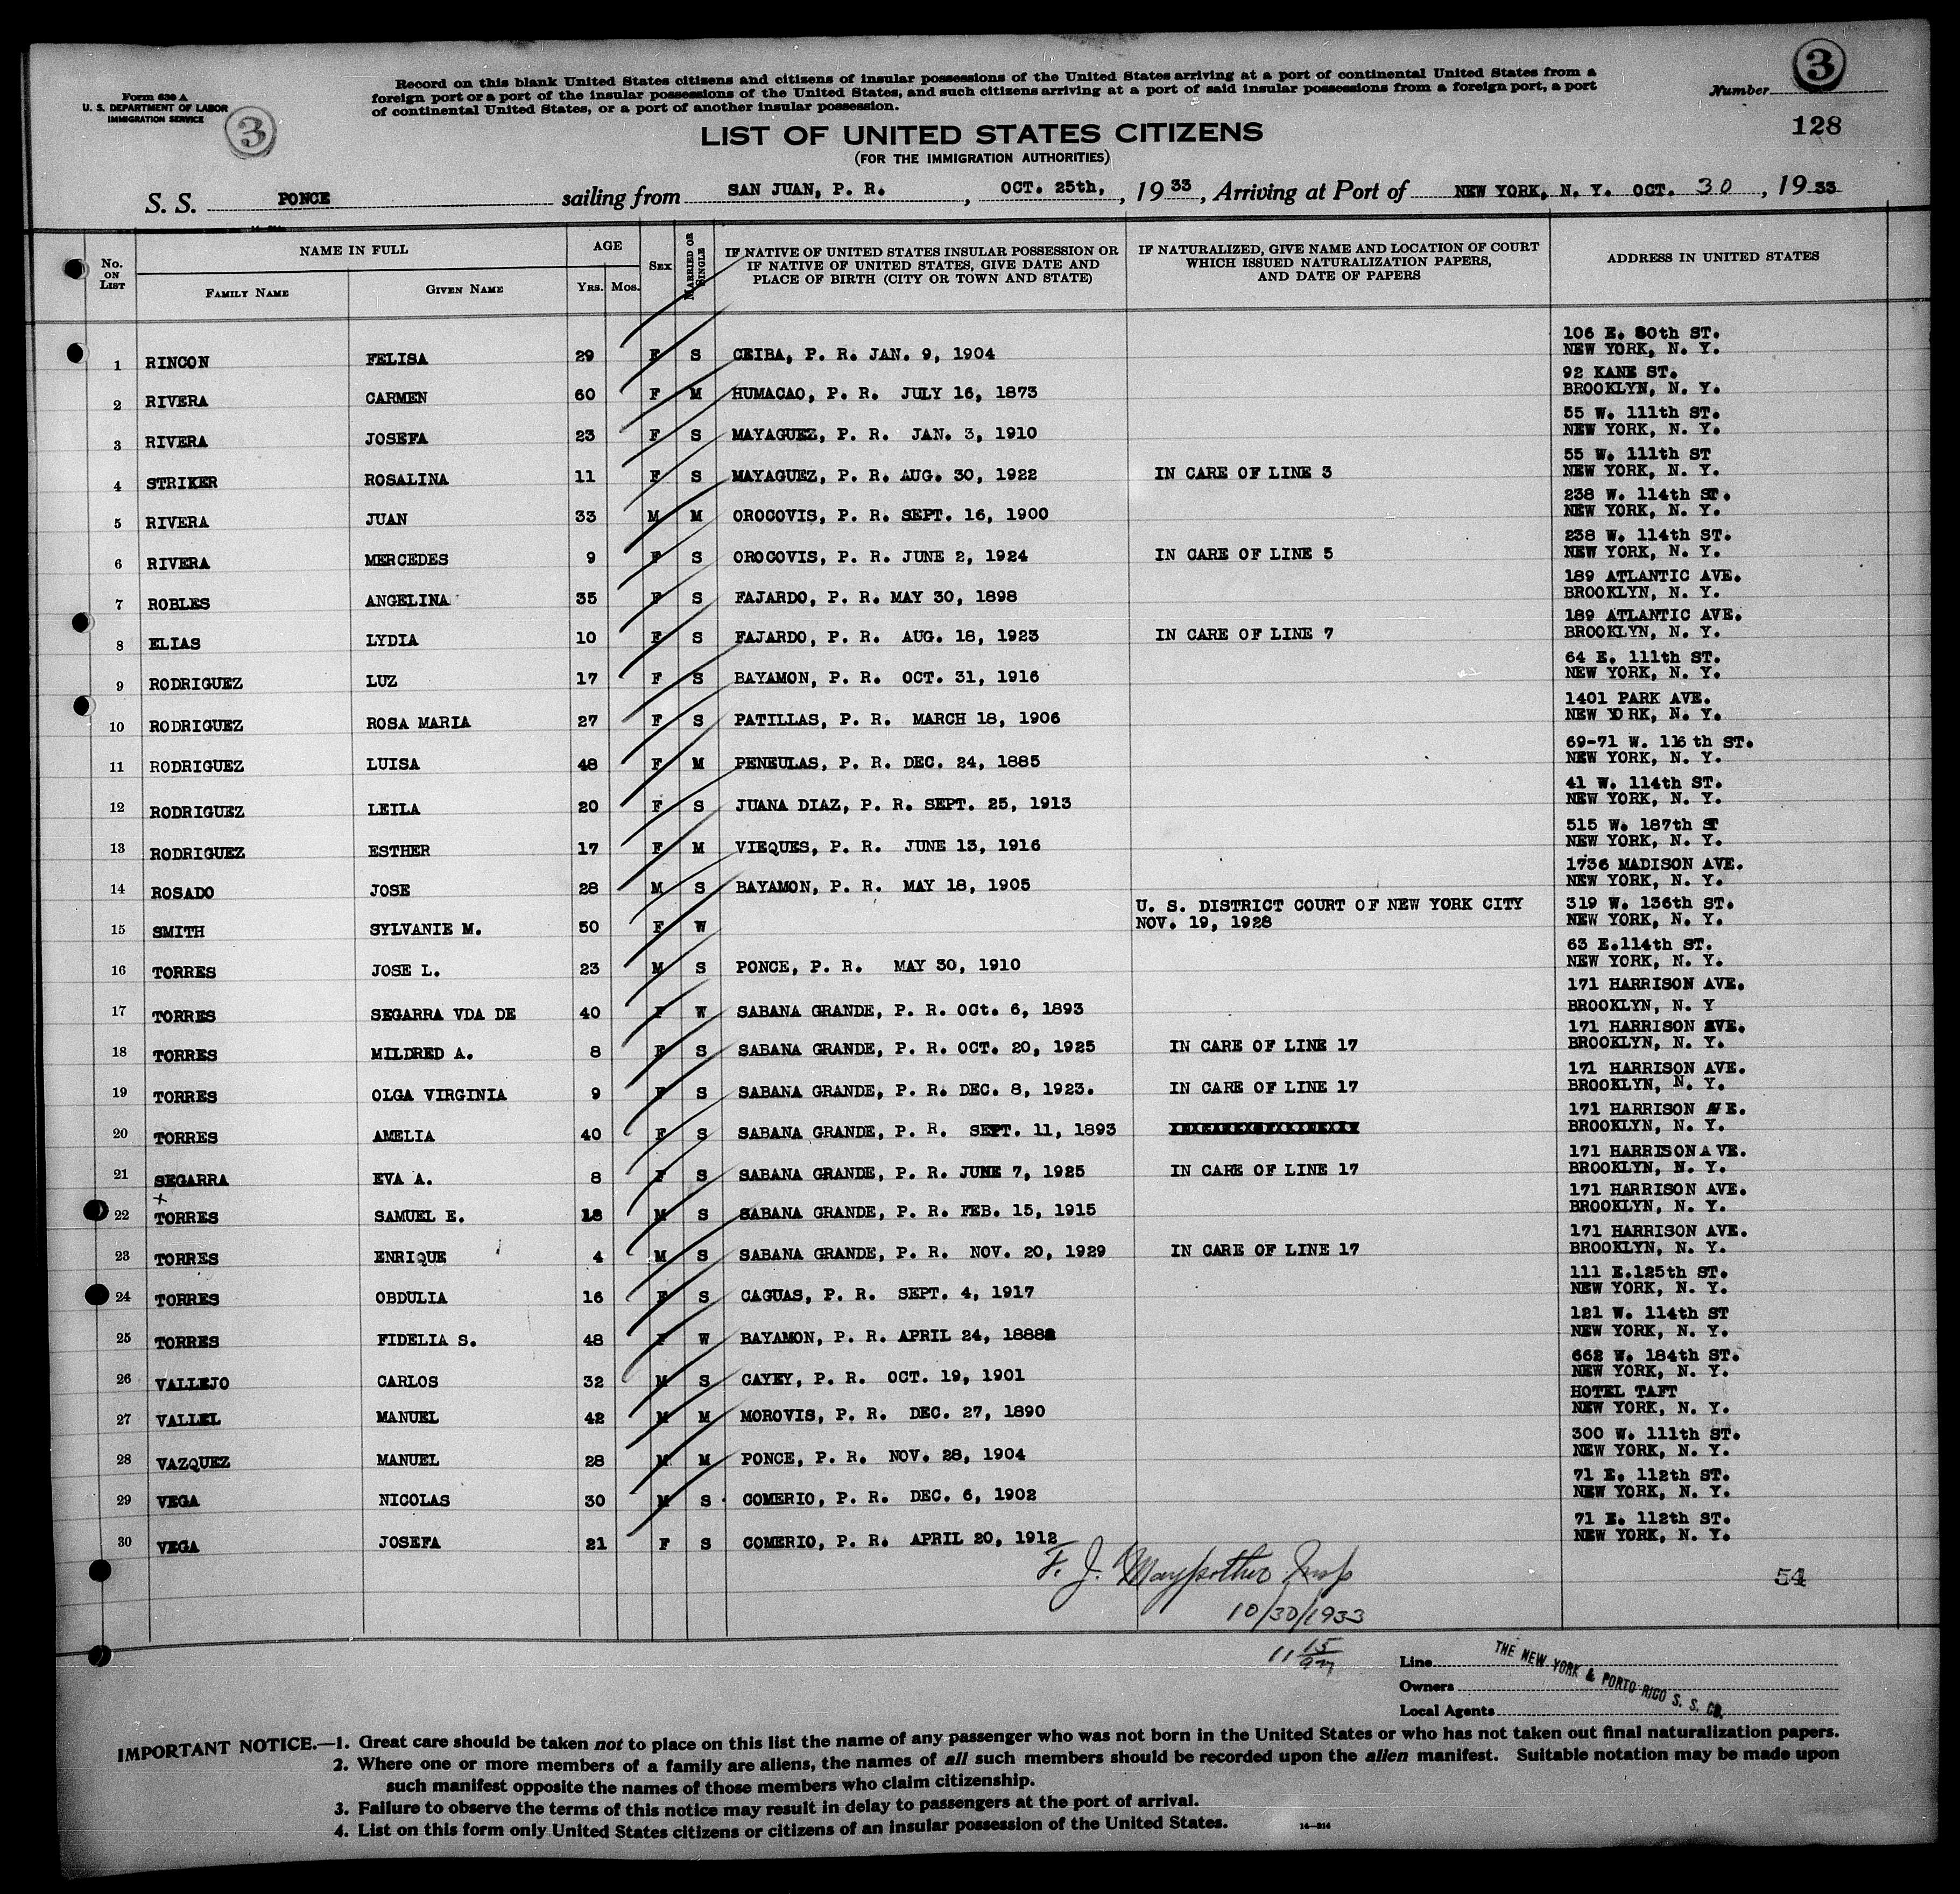 Form 630 A
U. S. DEPARTMENT OF LABOR
IMMIGRATION SERVICE
3
Record on this blank United States citizens and citizens of insular possessions of the United States arriving at a port of continental United States from a
foreign port or a port of the insular possessions of the United States, and such citizens arriving at a port of said insular possessions from a foreign port, a port
of continental United States, or a port of another insular possession.
Number 3
128
LIST OF UNITED STATES CITIZENS
(FOR THE IMMIGRATION AUTHORITIES)
S. S. PONCE sailing from SAN JUAN, P. R. , OCT. 25th, , 19 33 , Arriving at Port of NEW YORK, N. Y. OCT. 30 , 19 33
No. ON LIST NAME IN FULL FAMILY NAME GIVEN NAME AGE YRS. MOS. SEX MARRIED OR SINGLE IF NATIVE OF UNITED STATES INSULAR POSSESSION OR IF NATIVE OF UNITED STATES, GIVE DATE AND PLACE OF BIRTH (CITY OR TOWN AND STATE) IF NATURALIZED, GIVE NAME AND LOCATION OF COURT WHICH ISSUED NATURALIZATION PAPERS, AND DATE OF PAPERS ADDRESS IN UNITED STATES
1 RINCON FELISA 29 F S CEIBA, P. R. JAN. 9, 1904 106 E. 80th ST. NEW YORK, N. Y.
2 RIVERA CARMEN 60 F M HUMACAO, P. R. JULY 16, 1873 92 KANE ST. BROOKLYN, N. Y.
3 RIVERA JOSEFA 23 F S MAYAGUEZ, P. R. JAN. 3, 1910 55 W. 111th ST. NEW YORK, N. Y.
4 STRIKER ROSALINA 11 F S MAYAGUEZ, P. R. AUG. 30, 1922 IN CARE OF LINE 3 55 W. 111th ST NEW YORK, N. Y.
5 RIVERA JUAN 33 M M OROCOVIS, P. R. SEPT. 16, 1900 238 W. 114th ST. NEW YORK, N. Y.
6 RIVERA MERCEDES 9 F S OROCOVIS, P. R. JUNE 2, 1924 IN CARE OF LINE 5 238 W. 114th ST. NEW YORK, N. Y.
7 ROBLES ANGELINA 35 F S FAJARDO, P. R. MAY 30, 1898 189 ATLANTIC AVE. BROOKLYN, N. Y.
8 ELIAS LYDIA 10 F S FAJARDO, P. R. AUG. 18, 1923 IN CARE OF LINE 7 189 ATLANTIC AVE. BROOKLYN, N. Y.
9 RODRIGUEZ LUZ 17 F S BAYAMON, P. R. OCT. 31, 1916 64 E. 111th ST. NEW YORK, N. Y.
10 RODRIGUEZ ROSA MARIA 27 F S PATILLAS, P. R. MARCH 18, 1906 1401 PARK AVE. NEW YORK, N. Y.
11 RODRIGUEZ LUISA 48 F M PENEULAS, P. R. DEC. 24, 1885 69-71 W. 116th ST. NEW YORK, N. Y.
12 RODRIGUEZ LEILA 20 F S JUANA DIAZ, P. R. SEPT. 25, 1913 41 W. 114th ST. NEW YORK, N. Y.
13 RODRIGUEZ ESTHER 17 F M VIEQUES, P. R. JUNE 13, 1916 515 W. 187th ST NEW YORK, N. Y.
14 ROSADO JOSE 28 M S BAYAMON, P. R. MAY 18, 1905 1736 MADISON AVE. NEW YORK, N. Y.
15 SMITH SYLVANIE M. 50 F W U. S. DISTRICT COURT OF NEW YORK CITY NOV. 19, 1928 319 W. 136th ST. NEW YORK, N. Y.
16 TORRES JOSE L. 23 M S PONCE, P. R. MAY 30, 1910 63 E.114th ST. NEW YORK, N. Y.
17 TORRES SEGARRA VDA DE 40 F W SABANA GRANDE, P. R. OCt. 6, 1893 171 HARRISON AVE. BROOKLYN, N. Y
18 TORRES MILDRED A. 8 F S SABANA GRANDE, P. R. OCT. 20, 1925 IN CARE OF LINE 17 171 HARRISON AVE. BROOKLYN, N. Y.
19 TORRES OLGA VIRGINIA 9 F S SABANA GRANDE, P. R. DEC. 8, 1923. IN CARE OF LINE 17 171 HARRISON AVE. BROOKLYN, N. Y.
20 TORRES AMELIA 40 F S SABANA GRANDE, P. R. SEPT. 11, 1893 171 HARRISON AVE. BROOKLYN, N. Y.
21 SEGARRA EVA A. 8 F S SABANA GRANDE, P. R. JUNE 7, 1925 IN CARE OF LINE 17 171 HARRISON AVE. BROOKLYN, N. Y.
x
22 TORRES SAMUEL E. 18 M S SABANA GRANDE, P. R. FEB. 15, 1915 171 HARRISON AVE. BROOKLYN, N. Y.
23 TORRES ENRIQUE 4 M S SABANA GRANDE, P. R. NOV. 20, 1929 IN CARE OF LINE 17 171 HARRISON AVE. BROOKLYN, N. Y.
24 TORRES OBDULIA 16 F S CAGUAS, P. R. SEPT. 4, 1917 111 E.125th ST. NEW YORK, N. Y.
25 TORRES FIDELIA S. 48 F W BAYAMON, P. R. APRIL 24, 1888 121 W. 114th ST NEW YORK, N. Y.
26 VALLEJO CARLOS 32 M S CAYEY, P. R. OCT. 19, 1901 662 W. 184th ST. NEW YORK, N. Y.
27 VALLEL MANUEL 42 M M MOROVIS, P. R. DEC. 27, 1890 HOTEL TAFT NEW YORK, N. Y.
28 VAZQUEZ MANUEL 28 M M PONCE, P. R. NOV. 28, 1904 300 W. 111th ST. NEW YORK, N. Y.
29 VEGA NICOLAS 30 M S COMERIO, P. R. DEC. 6, 1902 71 E. 112th ST. NEW YORK, N. Y.
30 VEGA JOSEFA 21 F S COMERIO, P. R. APRIL 20, 1912 71 E. 112th ST. NEW YORK, N. Y.
F. J. Insp
54
10/30/1933
11 15 am
Line
THE NEW YORK & PORTO RICO S. S. CO.
Owners
Local Agents
IMPORTANT NOTICE.—1. Great care should be taken not to place on this list the name of any passenger who was not born in the United States or who has not taken out final naturalization papers.
2. Where one or more members of a family are aliens, the names of all such members should be recorded upon the alien manifest. Suitable notation may be made upon
such manifest opposite the names of those members who claim citizenship.
3. Failure to observe the terms of this notice may result in delay to passengers at the port of arrival.
4. List on this form only United States citizens or citizens of an insular possession of the United States.
14—814